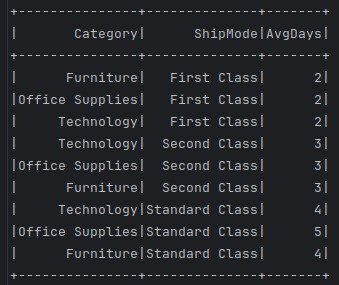 +---------------+--------------+-------+
|       Category|      ShipMode|AvgDays|
+---------------+--------------+-------+
|      Furniture|   First Class|      2|
|Office Supplies|   First Class|      2|
|     Technology|   First Class|      2|
|     Technology|  Second Class|      3|
|Office Supplies|  Second Class|      3|
|      Furniture|  Second Class|      3|
|     Technology|Standard Class|      4|
|Office Supplies|Standard Class|      5|
|      Furniture|Standard Class|      4|
+---------------+--------------+-------+